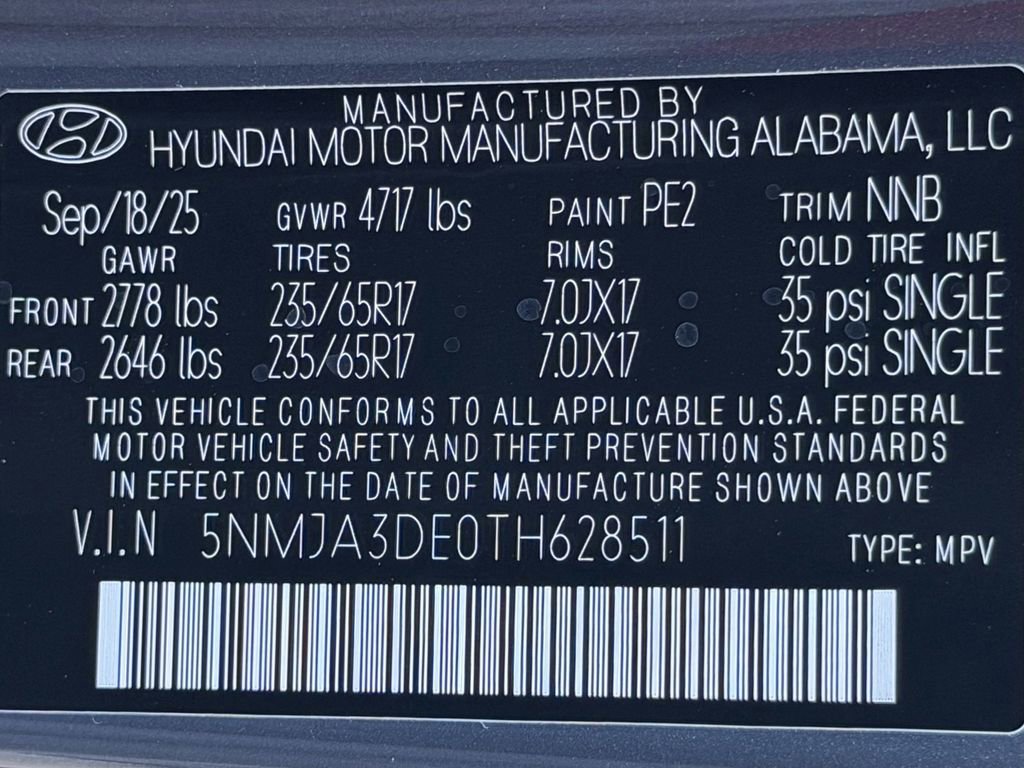 MANUFACTURED BY
HYUNDAI MOTOR MANUFACTURING ALABAMA, LLC
Sep/18/25 GVWR 4717 lbs PAINT PE2 TRIM NNB
GAWR TIRES RIMS COLD TIRE INFL
FRONT 2778 lbs 235/65R17 7.0JX17 35 psi SINGLE
REAR 2646 lbs 235/65R17 7.0JX17 35 psi SINGLE
THIS VEHICLE CONFORMS TO ALL APPLICABLE U.S.A. FEDERAL
MOTOR VEHICLE SAFETY AND THEFT PREVENTION STANDARDS
IN EFFECT ON THE DATE OF MANUFACTURE SHOWN ABOVE
V.I.N 5NMJA3DE0TH628511 TYPE: MPV